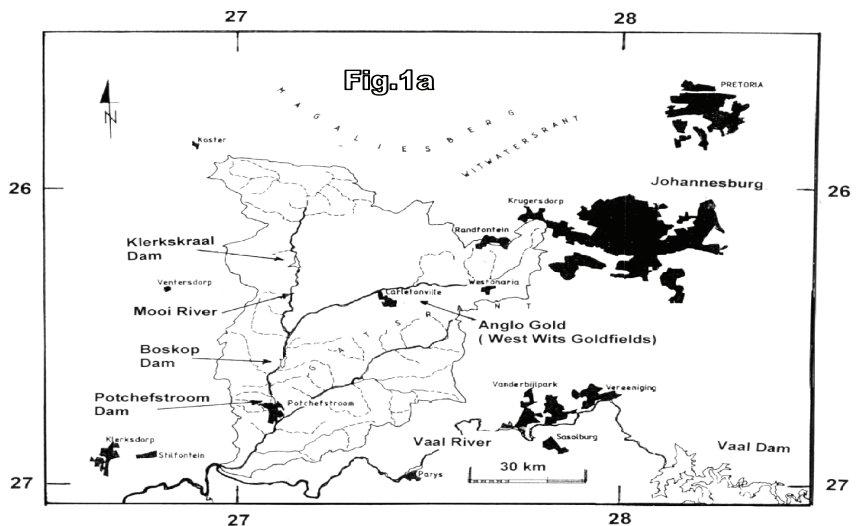 27
28
Fig.1a
PRETORIA
N
NAGALIESBERG
WITWATERSRANT
Koster
26
26
Johannesburg
Krugersdorp
Randfontein
Klerkskraal
Dam
Ventersdorp
Westonaria
Mooi River
Anglo Gold
( West Wits Goldfields)
Boskop
Dam
GATSRANT
Potchefstroom
Dam
Potchefstroom
Vanderbijlpark
Vereeniging
Klerksdorp
Stilfontein
Vaal River
Sasolburg
Vaal Dam
Parys
30 km
27
27
27
28